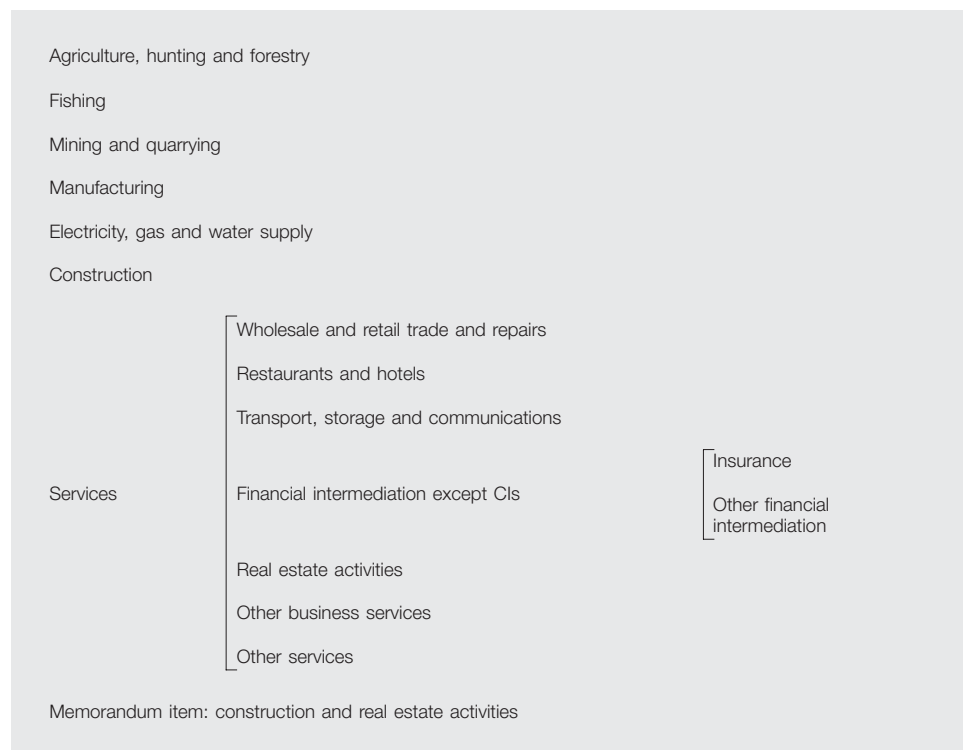 Agriculture, hunting and forestry
Fishing
Mining and quarrying
Manufacturing
Electricity, gas and water supply
Construction
Services
Wholesale and retail trade and repairs
Restaurants and hotels
Transport, storage and communications
Financial intermediation except CIs
Insurance
Other financial
intermediation
Real estate activities
Other business services
Other services
Memorandum item: construction and real estate activities